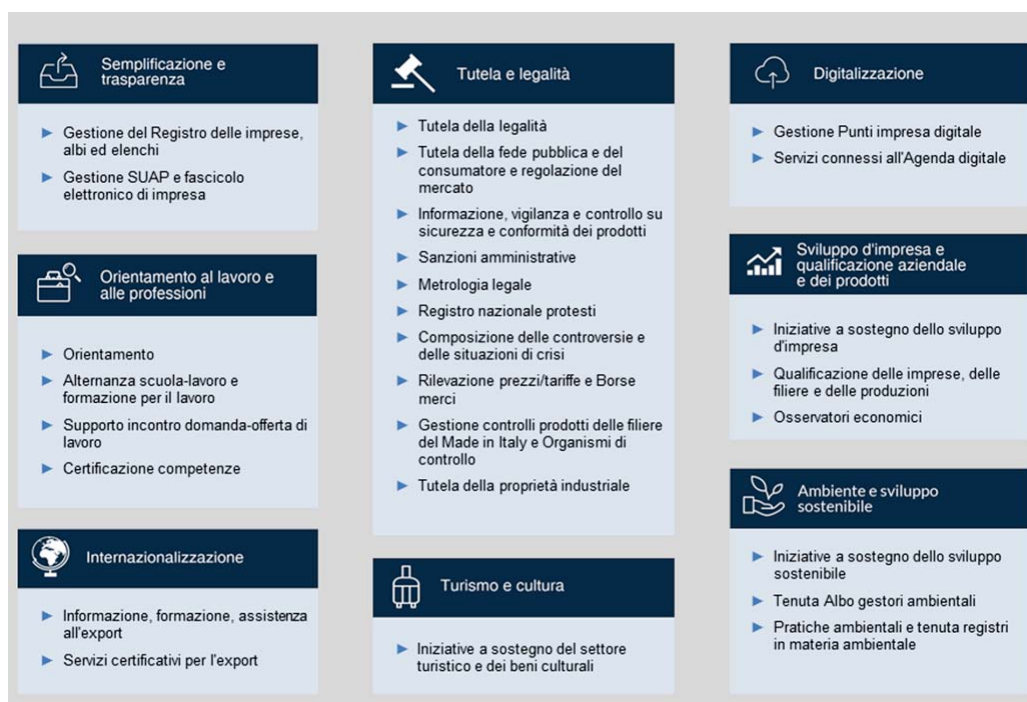 Semplificazione e
trasparenza
Gestione del Registro delle imprese,
albi ed elenchi
Gestione SUAP e fascicolo
elettronico di impresa
Orientamento al lavoro e
alle professioni
Orientamento
Alternanza scuola-lavoro e
formazione per il lavoro
Supporto incontro domanda-offerta di
lavoro
Certificazione competenze
Internazionalizzazione
Informazione, formazione, assistenza
all'export
Servizi certificativi per l'export
Tutela e legalità
Tutela della legalità
Tutela della fede pubblica e del
consumatore e regolazione del
mercato
Informazione, vigilanza e controllo su
sicurezza e conformità dei prodotti
Sanzioni amministrative
Metrologia legale
Registro nazionale protesti
Composizione delle controversie e
delle situazioni di crisi
Rilevazione prezzi/tariffe e Borse
merci
Gestione controlli prodotti delle filiere
del Made in Italy e Organismi di
controllo
Tutela della proprietà industriale
Turismo e cultura
Iniziative a sostegno del settore
turistico e dei beni culturali
Digitalizzazione
Gestione Punti impresa digitale
Servizi connessi all'Agenda digitale
Sviluppo d'impresa e
qualificazione aziendale
e dei prodotti
Iniziative a sostegno dello sviluppo
d'impresa
Qualificazione delle imprese, delle
filiere e delle produzioni
Osservatori economici
Ambiente e sviluppo
sostenibile
Iniziative a sostegno dello sviluppo
sostenibile
Tenuta Albo gestori ambientali
Pratiche ambientali e tenuta registri
in materia ambientale